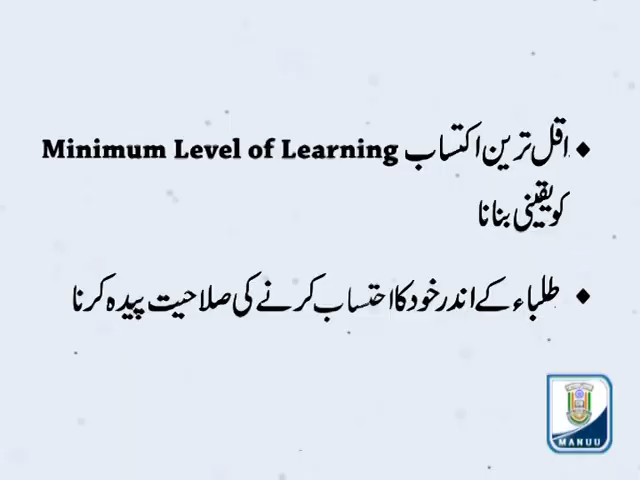 ♦ اقل ترین اکتساب Minimum Level of Learning
کو یقینی بنانا
♦ طلباء کے اندر خود کا احتساب کرنے کی صلاحیت پیدہ کرنا
MANUU